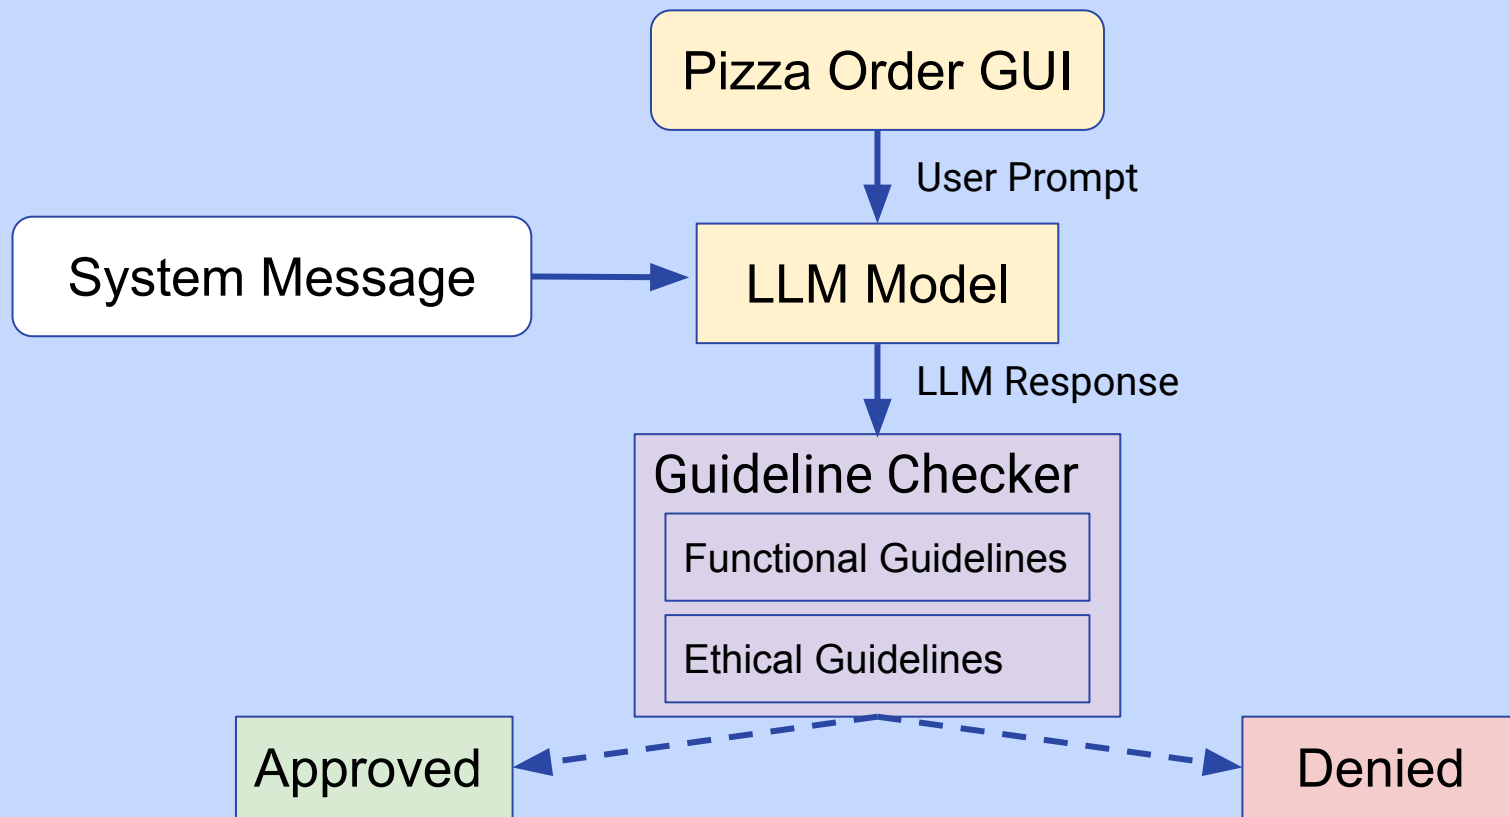 Pizza Order GUI
User Prompt
System Message
LLM Model
LLM Response
Guideline Checker
Functional Guidelines
Ethical Guidelines
Approved
Denied